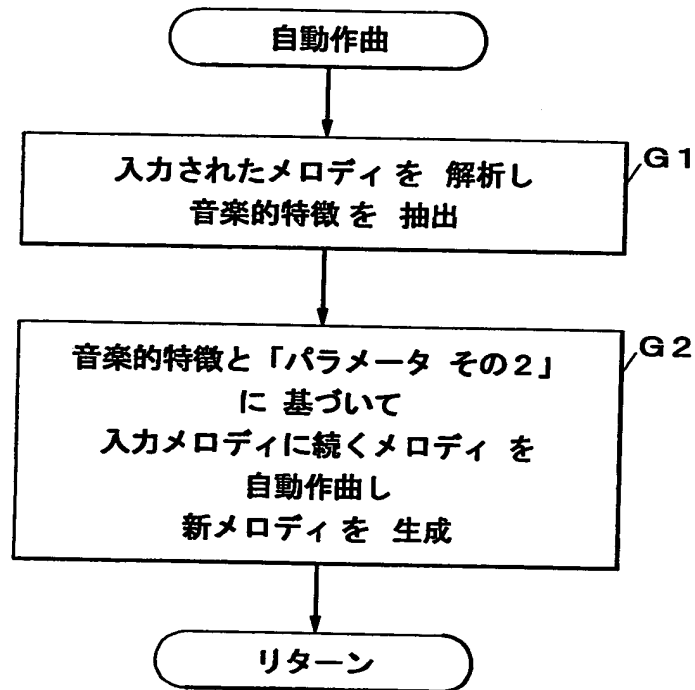 自動作曲
入力されたメロディを 解析し
音楽的特徴 を 抽出
G1
音楽的特徴と「パラメータ その2」
に 基づいて
入力メロディに続くメロディ を
自動作曲し
新メロディを 生成
G2
リターン